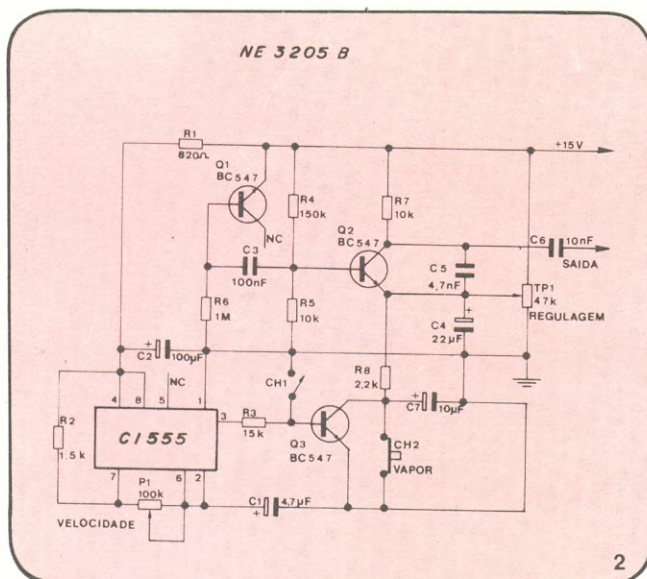 NE 3205 B
R1
820Ω
+15V
Q1
BC547
R4
150k
R7
10k
Q2
BC547
NC
C3
100nF
C6
10nF
SAÍDA
C5
4,7nF
TP1
47k
REGULAGEM
R6
1M
R5
10k
C4
22µF
+
+
C2
100µF
NC
CH1
R8
2,2k
+
C7
10µF
4
8
5
1
3
R3
15k
R2
1,5k
CI555
Q3
BC547
CH2
VAPOR
7
6
2
P1
100k
VELOCIDADE
C1
+
4,7µF
2